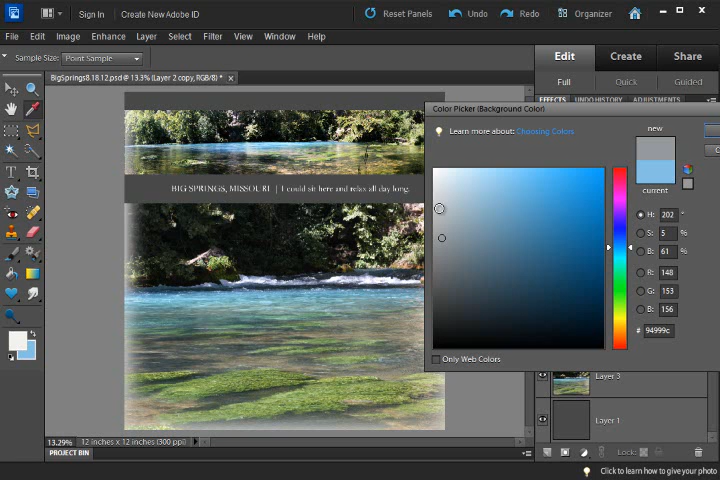 Sign In
Create New Adobe ID
Reset Panels
Undo
Redo
Organizer
File Edit Image Enhance Layer Select Filter View Window Help
Sample Size: Point Sample
Edit Create Share
Full Quick Guided
BigSprings8.18.12.psd @ 13.3% (Layer 2 copy, RGB/8) *
EFFECTS UNDO HISTORY ADJUSTMENTS
Color Picker (Background Color)
Learn more about: Choosing Colors
new
current
H: 202 °
S: 5 %
B: 61 %
R: 148
G: 153
B: 156
# 94999c
Only Web Colors
BIG SPRINGS, MISSOURI | I could sit here and relax all day long.
Layer 3
Layer 1
13.29% 12 inches x 12 inches (300 ppi)
Lock:
PROJECT BIN
Click to learn how to give your photo